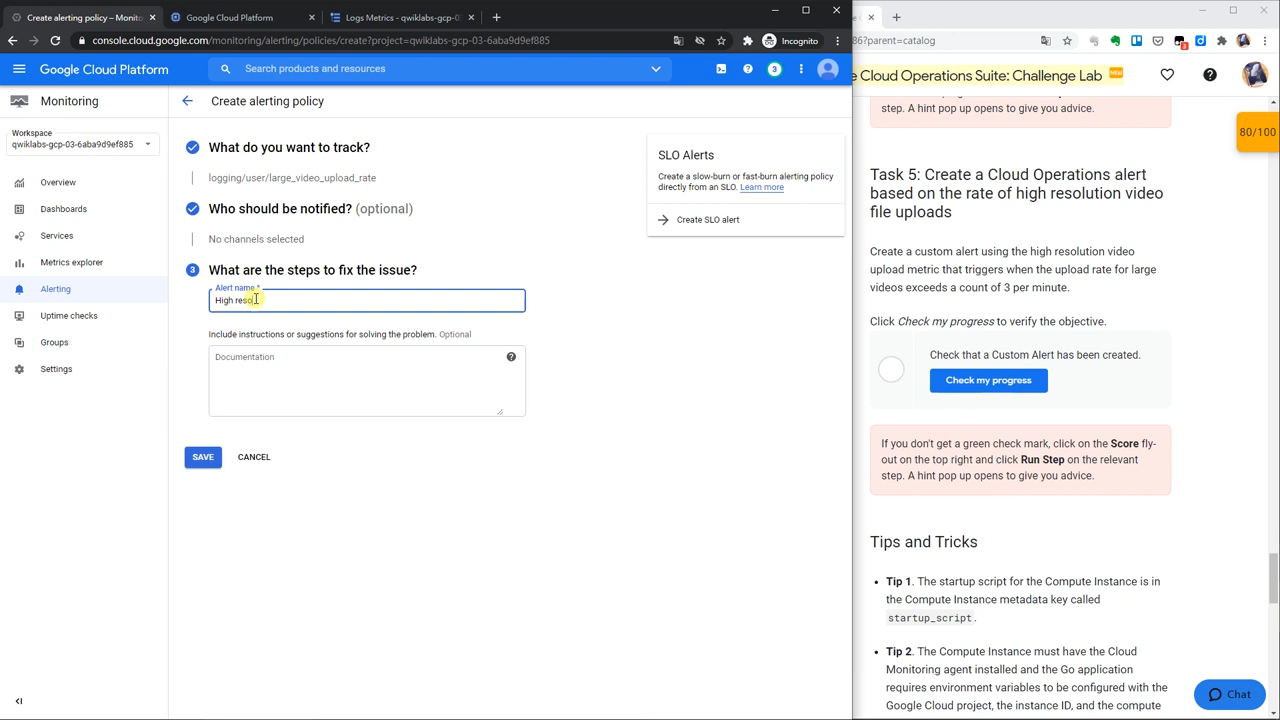 Create alerting policy – Monito
Google Cloud Platform
Logs Metrics - qwiklabs-gcp-0
console.cloud.google.com/monitoring/alerting/policies/create?project=qwiklabs-gcp-03-6aba9d9ef885
Incognito
86?parent=catalog
3
Google Cloud Platform
Search products and resources
3
e Cloud Operations Suite: Challenge Lab
NEW
Monitoring
Create alerting policy
Workspace
qwiklabs-gcp-03-6aba9d9ef885
Overview
Dashboards
Services
Metrics explorer
Alerting
Uptime checks
Groups
Settings
What do you want to track?
logging/user/large_video_upload_rate
Who should be notified? (optional)
No channels selected
3
What are the steps to fix the issue?
Alert name *
High reso
Include instructions or suggestions for solving the problem. Optional
Documentation
SAVE
CANCEL
SLO Alerts
Create a slow-burn or fast-burn alerting policy
directly from an SLO. Learn more
Create SLO alert
step. A hint pop up opens to give you advice.
80/100
Task 5: Create a Cloud Operations alert
based on the rate of high resolution video
file uploads
Create a custom alert using the high resolution video
upload metric that triggers when the upload rate for large
videos exceeds a count of 3 per minute.
Click Check my progress to verify the objective.
Check that a Custom Alert has been created.
Check my progress
If you don't get a green check mark, click on the Score fly-
out on the top right and click Run Step on the relevant
step. A hint pop up opens to give you advice.
Tips and Tricks
• Tip 1. The startup script for the Compute Instance is in
the Compute Instance metadata key called
startup_script.
• Tip 2. The Compute Instance must have the Cloud
Monitoring agent installed and the Go application
requires environment variables to be configured with the
Google Cloud project, the instance ID, and the compute
Chat